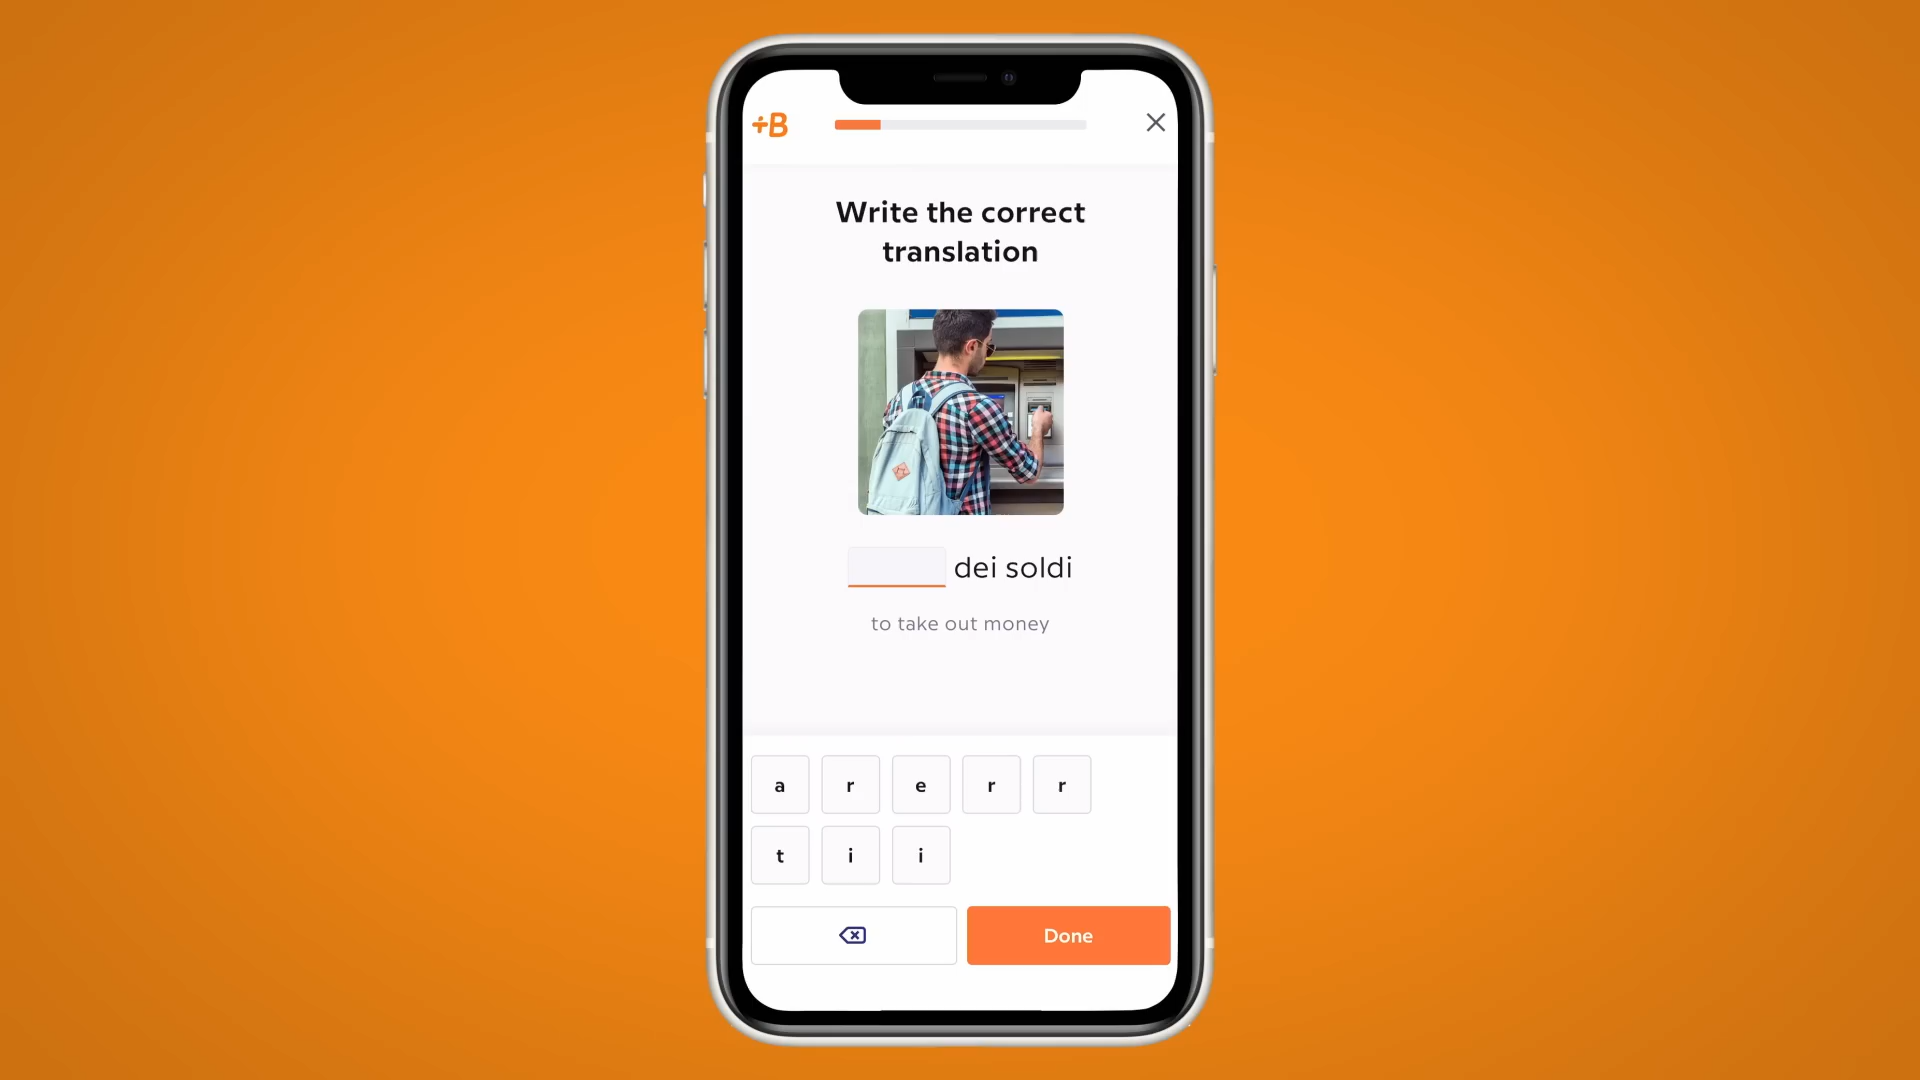 +B
Write the correct
translation
dei soldi
to take out money
a r e r r
t i i
Done